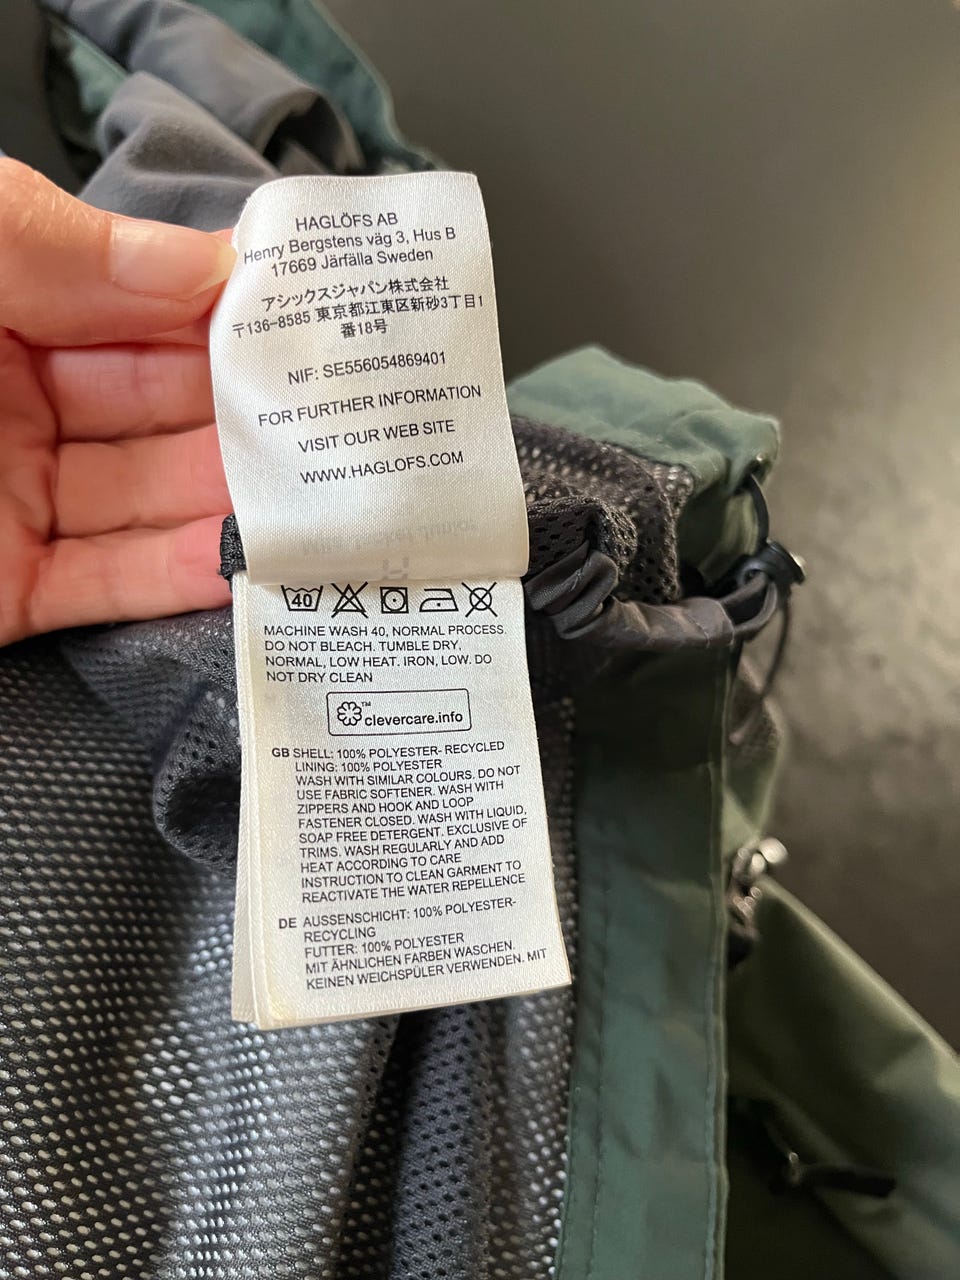 HAGLÖFS AB
Henry Bergstens väg 3, Hus B
17669 Järfälla Sweden
アシックスジャパン株式会社
〒136-8585 東京都江東区新砂3丁目1
番18号
NIF: SE556054869401
FOR FURTHER INFORMATION
VISIT OUR WEB SITE
WWW.HAGLOFS.COM
40
MACHINE WASH 40, NORMAL PROCESS.
DO NOT BLEACH. TUMBLE DRY,
NORMAL, LOW HEAT. IRON, LOW. DO
NOT DRY CLEAN
™
clevercare.info
GB SHELL: 100% POLYESTER- RECYCLED
LINING: 100% POLYESTER
WASH WITH SIMILAR COLOURS. DO NOT
USE FABRIC SOFTENER. WASH WITH
ZIPPERS AND HOOK AND LOOP
FASTENER CLOSED. WASH WITH LIQUID,
SOAP FREE DETERGENT. EXCLUSIVE OF
TRIMS. WASH REGULARLY AND ADD
HEAT ACCORDING TO CARE
INSTRUCTION TO CLEAN GARMENT TO
REACTIVATE THE WATER REPELLENCE
DE AUSSENSCHICHT: 100% POLYESTER-
RECYCLING
FUTTER: 100% POLYESTER
MIT ÄHNLICHEN FARBEN WASCHEN.
KEINEN WEICHSPÜLER VERWENDEN. MIT